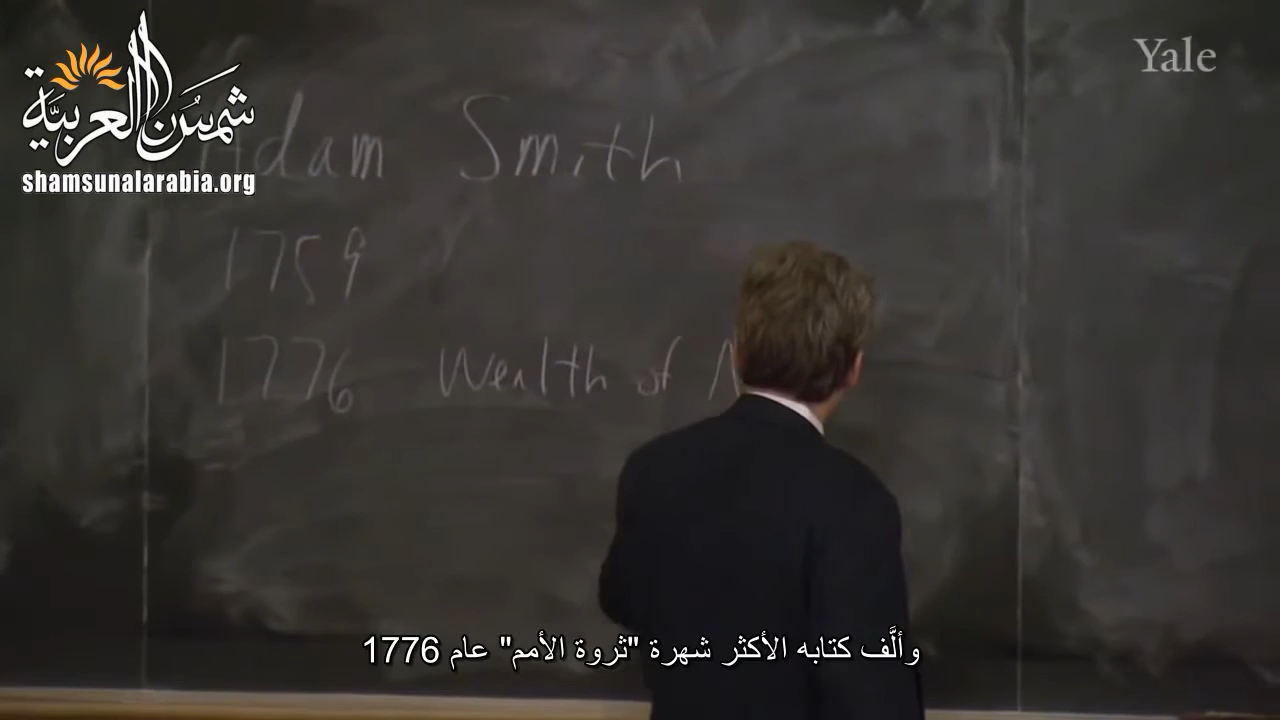 شمس العربية
shamsunalarabia.org
Yale
Adam Smith
1759
1776 Wealth of N
وألَّف كتابه الأكثر شهرة "ثروة الأمم" عام 1776